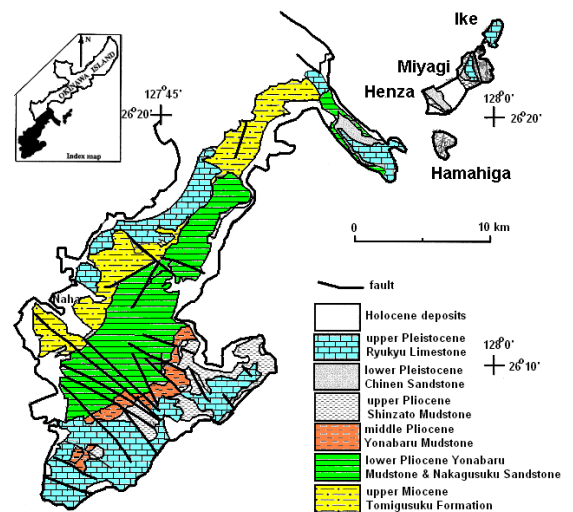 Ike
Miyagi
Henza
Hamahiga
N
OKINAWA ISLAND
Index map
127°45'
26°20'
128°0'
26°20'
0 10 km
Naha
fault
Holocene deposits
upper Pleistocene
Ryukyu Limestone
lower Pleistocene
Chinen Sandstone
upper Pliocene
Shinzato Mudstone
middle Pliocene
Yonabaru Mudstone
lower Pliocene Yonabaru
Mudstone & Nakagusuku Sandstone
upper Miocene
Tomigusuku Formation
128°0'
26°10'